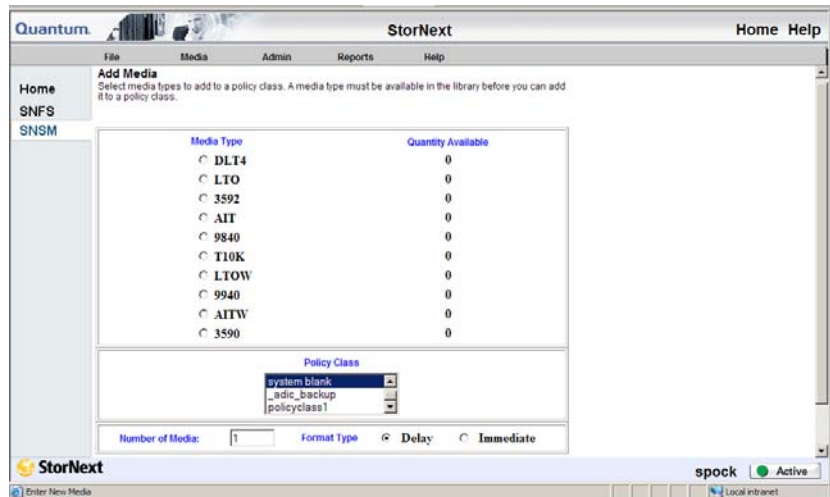 Quantum. StorNext Home Help
File Media Admin Reports Help
Home
SNFS
SNSM
Add Media
Select media types to add to a policy class. A media type must be available in the library before you can add
it to a policy class.
Media Type Quantity Available
DLT4 0
LTO 0
3592 0
AIT 0
9840 0
T10K 0
LTOW 0
9940 0
AITW 0
3590 0
Policy Class
system blank
_adic_backup
policyclass1
Number of Media: 1 Format Type Delay Immediate
StorNext spock Active
Enter New Media Local intranet